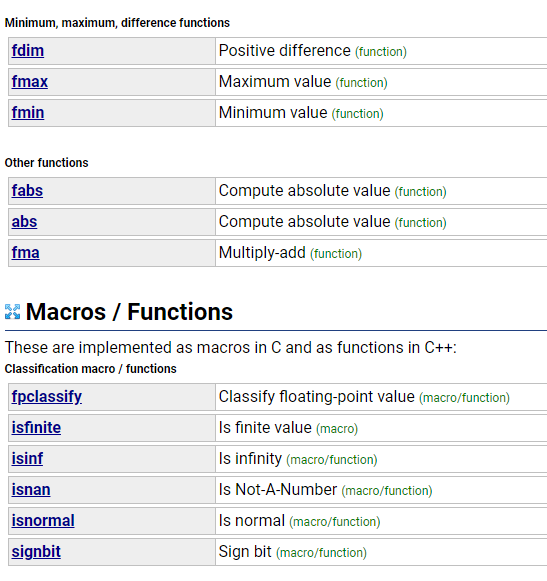 Minimum, maximum, difference functions
fdim Positive difference (function)
fmax Maximum value (function)
fmin Minimum value (function)
Other functions
fabs Compute absolute value (function)
abs Compute absolute value (function)
fma Multiply-add (function)
Macros / Functions
These are implemented as macros in C and as functions in C++:
Classification macro / functions
fpclassify Classify floating-point value (macro/function)
isfinite Is finite value (macro)
isinf Is infinity (macro/function)
isnan Is Not-A-Number (macro/function)
isnormal Is normal (macro/function)
signbit Sign bit (macro/function)